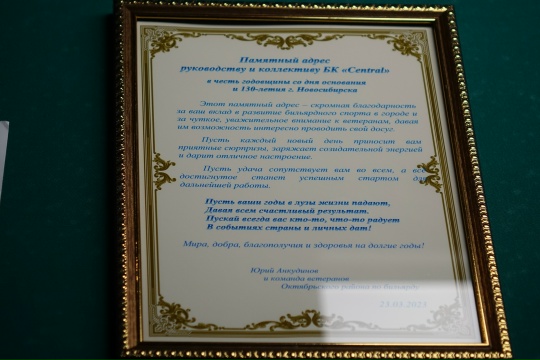 Памятный адрес
руководству и коллективу БК «Central»
в честь годовщины со дня основания
и 130-летия г. Новосибирска
Этот памятный адрес – скромная благодарность
за ваш вклад в развитие бильярдного спорта в городе и
за чуткое, уважительное внимание к ветеранам, давая
им возможность интересно проводить свой досуг.
Пусть каждый новый день приносит вам
приятные сюрпризы, заряжает созидательной энергией
и дарит отличное настроение.
Пусть удача сопутствует вам во всем, а все
достигнутое станет успешным стартом для
дальнейшей работы.
Пусть ваши годы в лузы жизни падают,
Давая всем счастливый результат.
Пускай всегда вас кто-то, что-то радует
В событиях страны и личных дат!
Мира, добра, благополучия и здоровья на долгие годы!
Юрий Анкудинов
и команда ветеранов
Октябрьского района по бильярду
23.03.2023